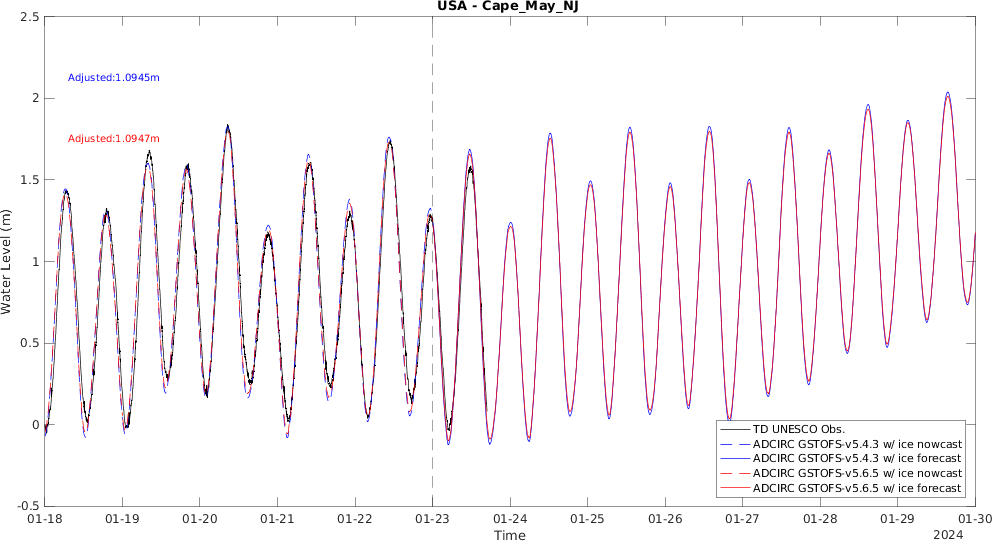 USA - Cape_May_NJ
2.5
2
1.5
1
0.5
0
-0.5
Water Level (m)
Adjusted:1.0945m
Adjusted:1.0947m
TD UNESCO Obs.
ADCIRC GSTOFS-v5.4.3 w/ ice nowcast
ADCIRC GSTOFS-v5.4.3 w/ ice forecast
ADCIRC GSTOFS-v5.6.5 w/ ice nowcast
ADCIRC GSTOFS-v5.6.5 w/ ice forecast
01-18 01-19 01-20 01-21 01-22 01-23 01-24 01-25 01-26 01-27 01-28 01-29 01-30
Time
2024